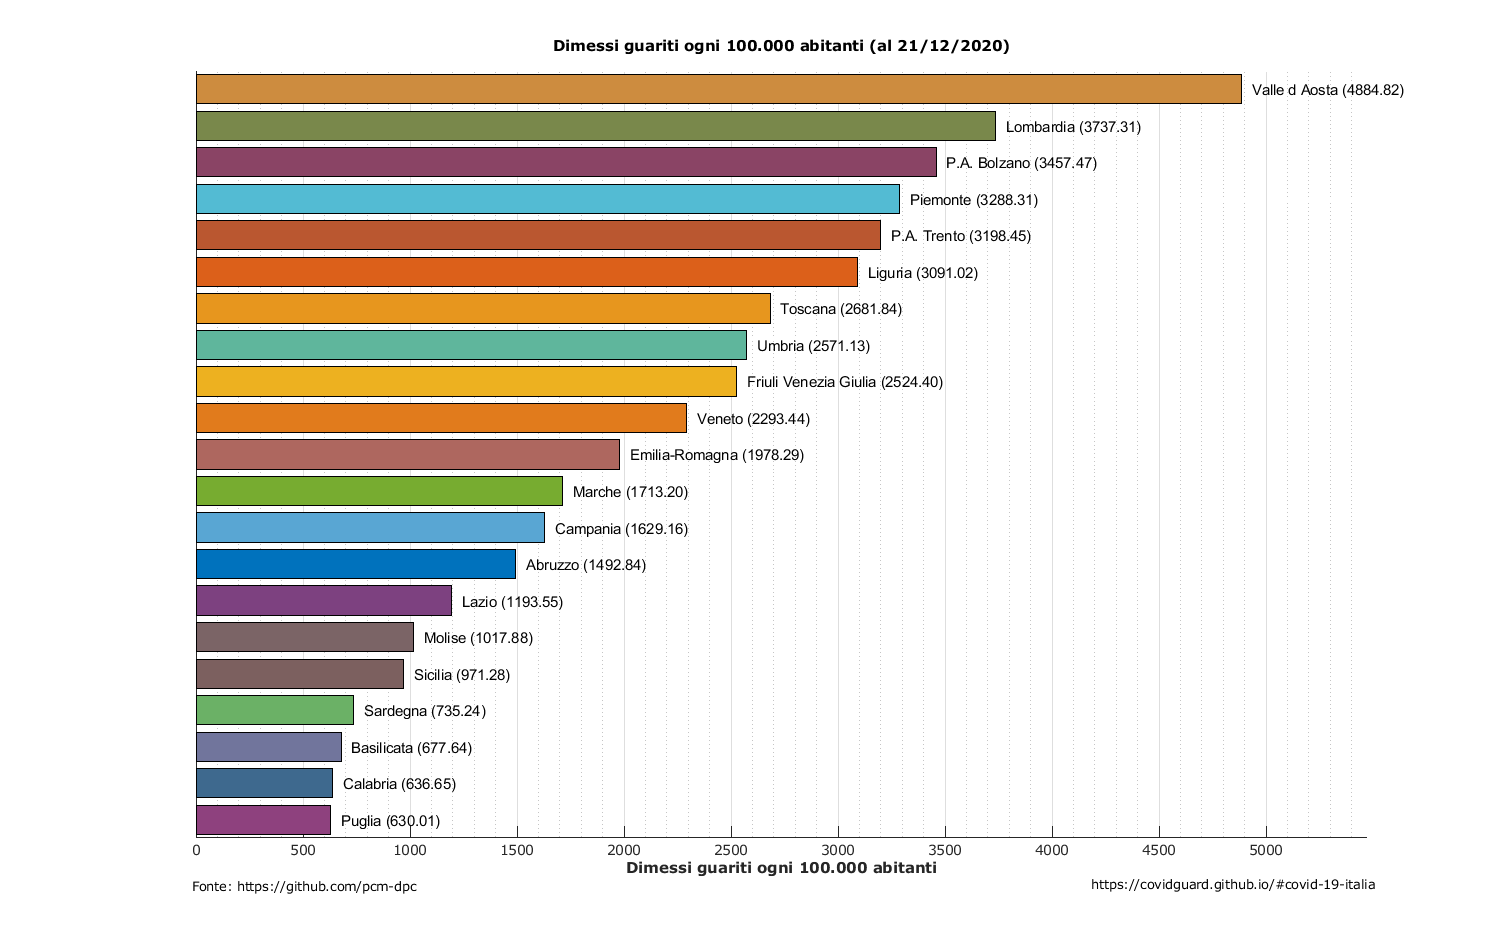 Dimessi guariti ogni 100.000 abitanti (al 21/12/2020)
Valle d Aosta (4884.82)
Lombardia (3737.31)
P.A. Bolzano (3457.47)
Piemonte (3288.31)
P.A. Trento (3198.45)
Liguria (3091.02)
Toscana (2681.84)
Umbria (2571.13)
Friuli Venezia Giulia (2524.40)
Veneto (2293.44)
Emilia-Romagna (1978.29)
Marche (1713.20)
Campania (1629.16)
Abruzzo (1492.84)
Lazio (1193.55)
Molise (1017.88)
Sicilia (971.28)
Sardegna (735.24)
Basilicata (677.64)
Calabria (636.65)
Puglia (630.01)
0 500 1000 1500 2000 2500 3000 3500 4000 4500 5000
Dimessi guariti ogni 100.000 abitanti
Fonte: https://github.com/pcm-dpc
https://covidguard.github.io/#covid-19-italia